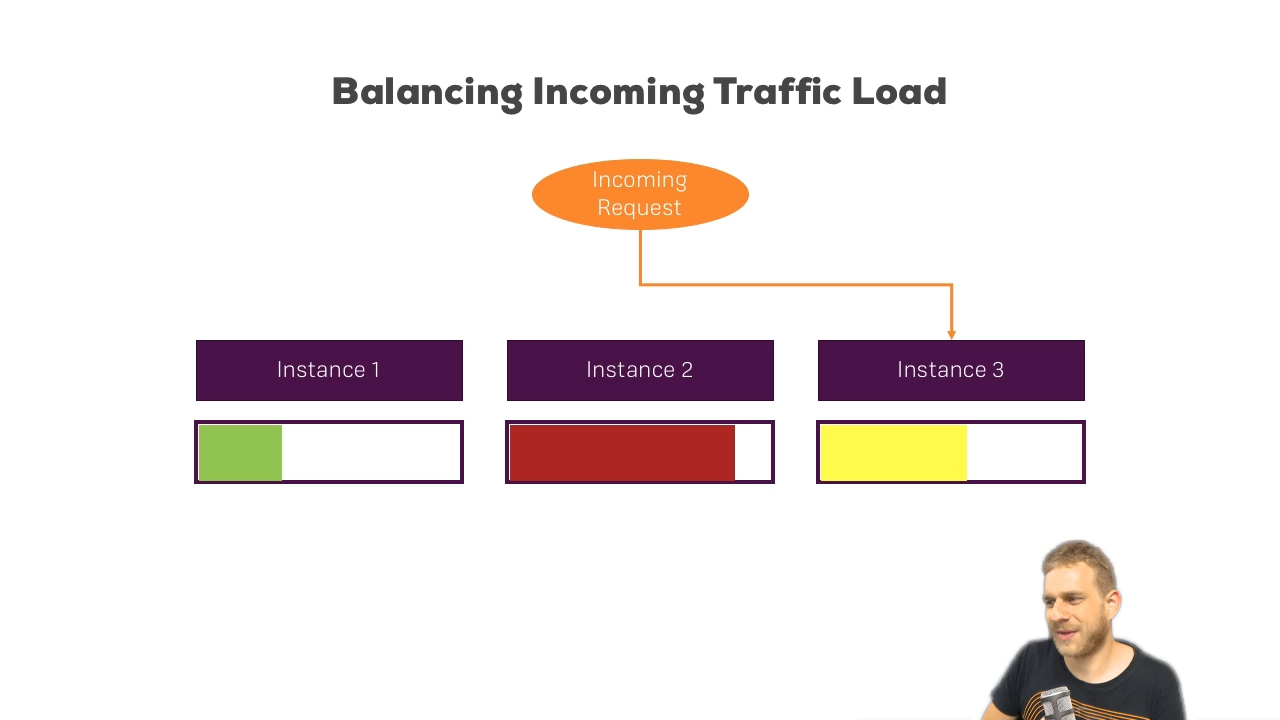 Balancing Incoming Traffic Load
Incoming
Request
Instance 1
Instance 2
Instance 3